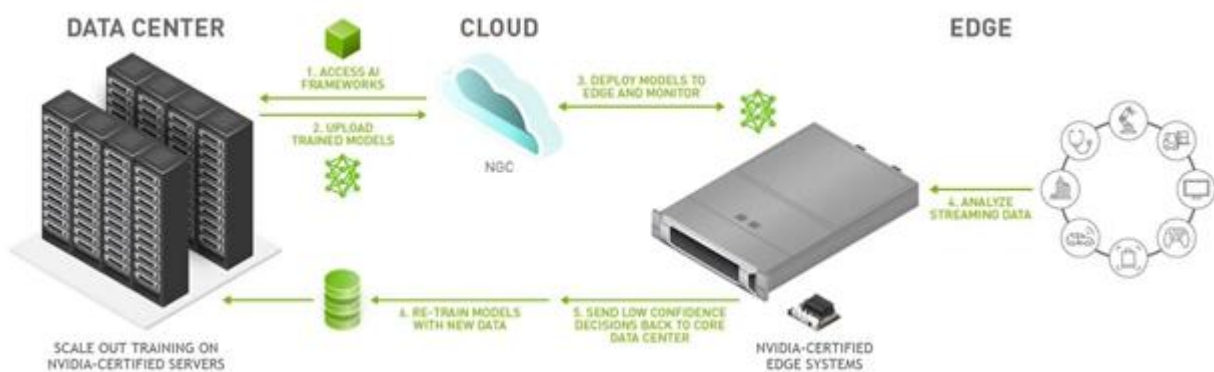 DATA CENTER
CLOUD
EDGE
1. ACCESS AI
FRAMEWORKS
2. UPLOAD
TRAINED MODELS
NGC
3. DEPLOY MODELS TO
EDGE AND MONITOR
4. ANALYZE
STREAMING DATA
5. SEND LOW CONFIDENCE
DECISIONS BACK TO CORE
DATA CENTER
6. RE-TRAIN MODELS
WITH NEW DATA
SCALE OUT TRAINING ON
NVIDIA-CERTIFIED SERVERS
NVIDIA-CERTIFIED
EDGE SYSTEMS